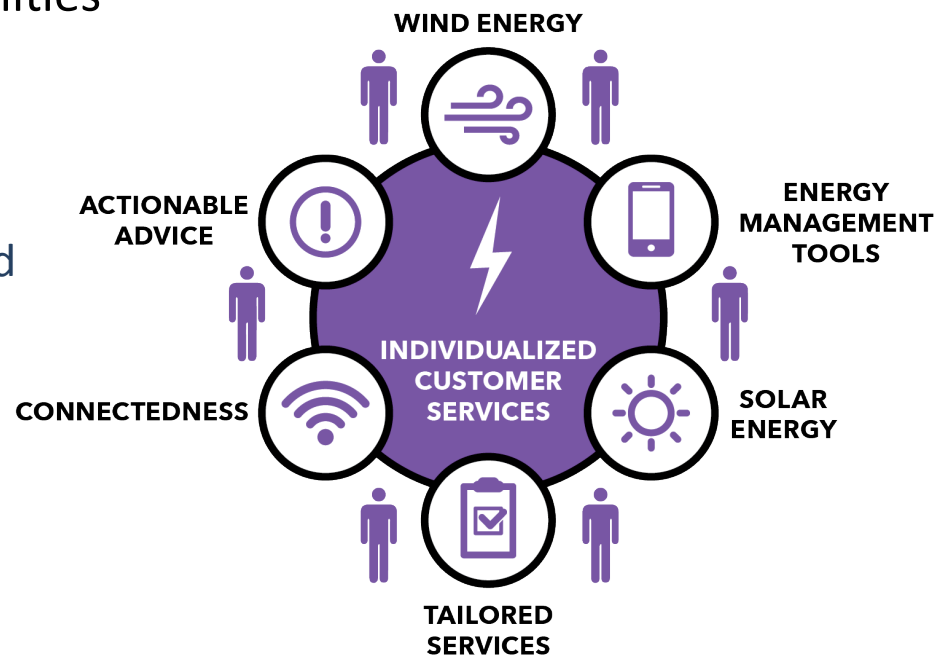 WIND ENERGY
ACTIONABLE
ADVICE
ENERGY
MANAGEMENT
TOOLS
INDIVIDUALIZED
CUSTOMER
SERVICES
CONNECTEDNESS
SOLAR
ENERGY
TAILORED
SERVICES